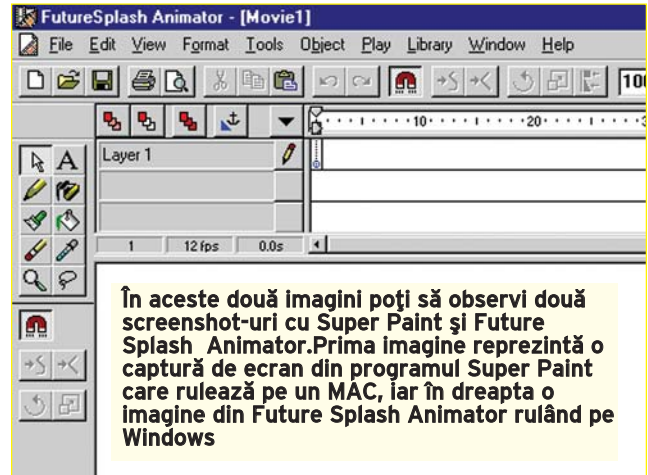 FutureSplash Animator - [Movie1]
File Edit View Format Tools Object Play Library Window Help
100
10 20
Layer 1
1 12 fps 0.0s
În aceste două imagini poţi să observi două
screenshot-uri cu Super Paint şi Future
Splash Animator.Prima imagine reprezintă o
captură de ecran din programul Super Paint
care rulează pe un MAC, iar în dreapta o
imagine din Future Splash Animator rulând pe
Windows